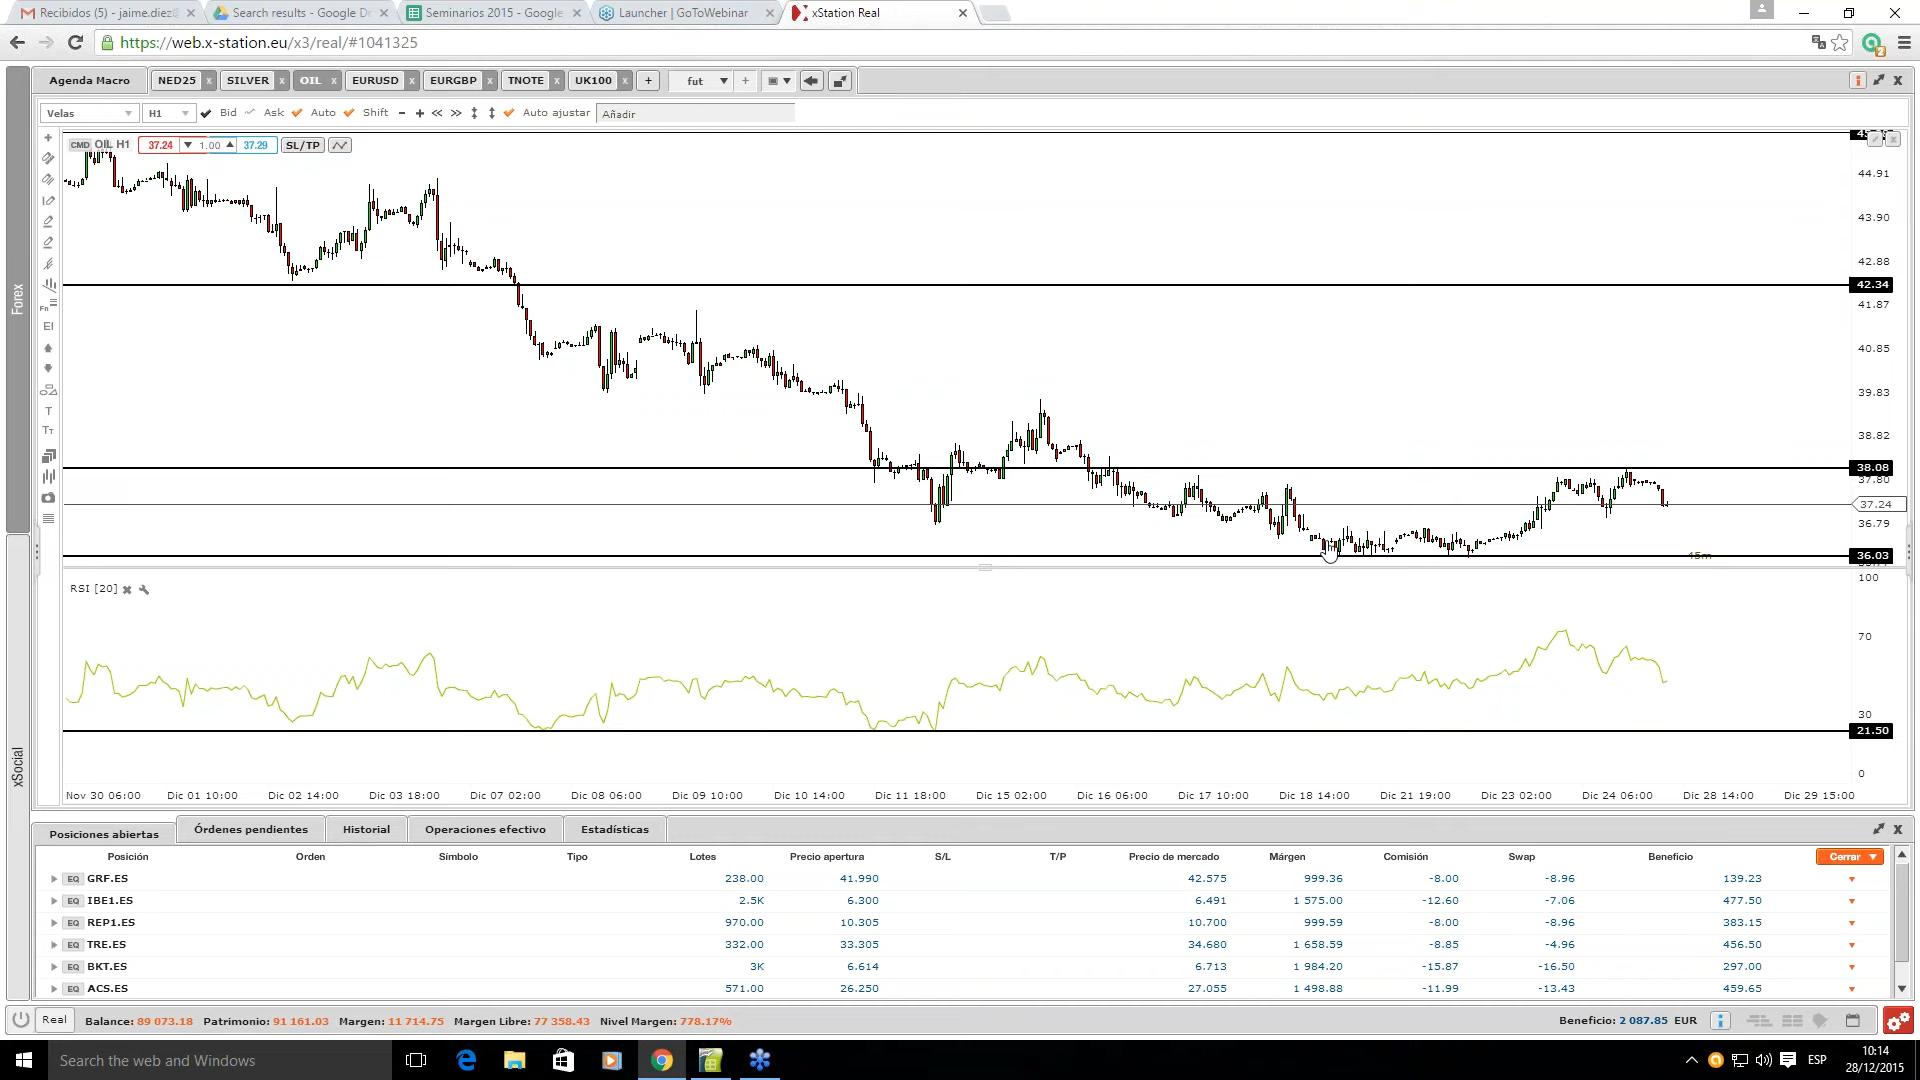 Recibidos (5) - jaime.diez
Search results - Google D
Seminarios 2015 - Google
Launcher | GoToWebinar
xStation Real
https://web.x-station.eu/x3/real/#1041325
Agenda Macro NED25 x SILVER x OIL x EURUSD x EURGBP x TNOTE x UK100 x + fut +
Velas H1 Bid Ask Auto Shift - + << >> Auto ajustar Añadir
CMD OIL H1 37.24 1.00 37.29 SL/TP
44.91
43.90
42.88
42.34
41.87
40.85
39.83
38.82
38.08
37.80
37.24
36.79
45m 36.03
Forex
Fn
EI
T
TT
RSI [20]
100
70
30
21.50
0
xSocial
Nov 30 06:00 Dic 01 10:00 Dic 02 14:00 Dic 03 18:00 Dic 07 02:00 Dic 08 06:00 Dic 09 10:00 Dic 10 14:00 Dic 11 18:00 Dic 15 02:00 Dic 16 06:00 Dic 17 10:00 Dic 18 14:00 Dic 21 19:00 Dic 23 02:00 Dic 24 06:00 Dic 28 14:00 Dic 29 15:00
Posiciones abiertas Órdenes pendientes Historial Operaciones efectivo Estadísticas
Posición Orden Símbolo Tipo Lotes Precio apertura S/L T/P Precio de mercado Márgen Comisión Swap Beneficio Cerrar
EQ GRF.ES 238.00 41.990 42.575 999.36 -8.00 -8.96 139.23
EQ IBE1.ES 2.5K 6.300 6.491 1 575.00 -12.60 -7.06 477.50
EQ REP1.ES 970.00 10.305 10.700 999.59 -8.00 -8.96 383.15
EQ TRE.ES 332.00 33.305 34.680 1 658.59 -8.85 -4.96 456.50
EQ BKT.ES 3K 6.614 6.713 1 984.20 -15.87 -16.50 297.00
EQ ACS.ES 571.00 26.250 27.055 1 498.88 -11.99 -13.43 459.65
Real Balance: 89 073.18 Patrimonio: 91 161.03 Margen: 11 714.75 Margen Libre: 77 358.43 Nivel Margen: 778.17% Beneficio: 2 087.85 EUR
Search the web and Windows
ESP
10:14
28/12/2015